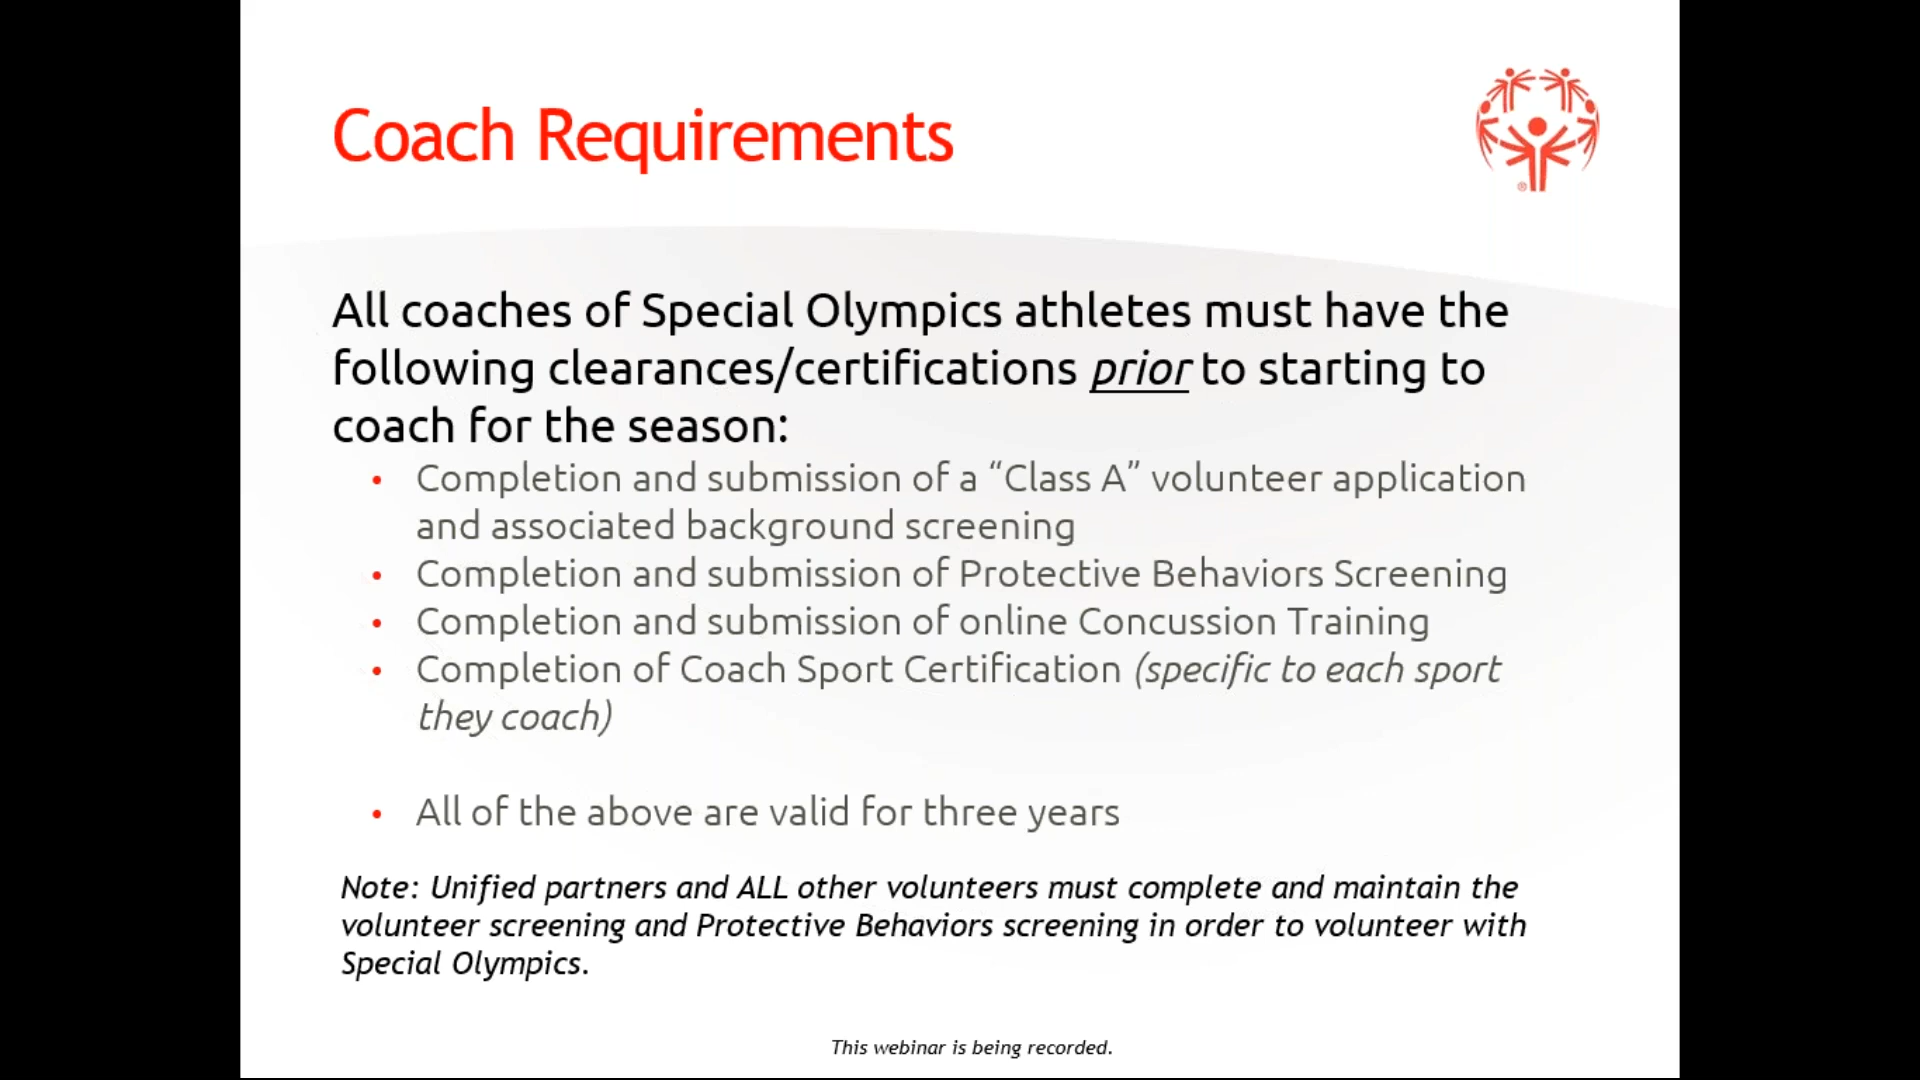 Coach Requirements
®
All coaches of Special Olympics athletes must have the
following clearances/certifications prior to starting to
coach for the season:
• Completion and submission of a “Class A” volunteer application
and associated background screening
• Completion and submission of Protective Behaviors Screening
• Completion and submission of online Concussion Training
• Completion of Coach Sport Certification (specific to each sport
they coach)
• All of the above are valid for three years
Note: Unified partners and ALL other volunteers must complete and maintain the
volunteer screening and Protective Behaviors screening in order to volunteer with
Special Olympics.
This webinar is being recorded.